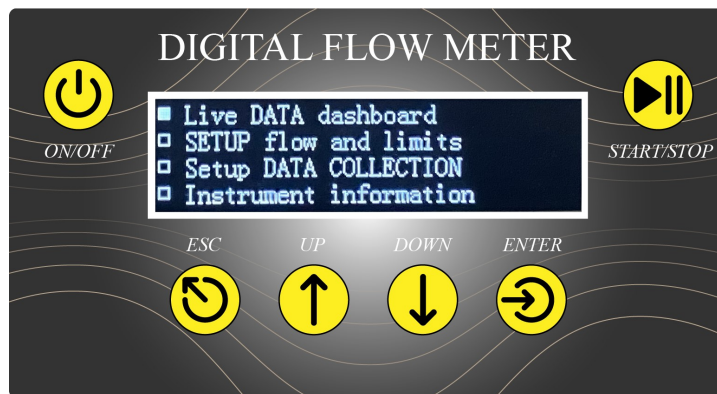 DIGITAL FLOW METER
Live DATA dashboard
SETUP flow and limits
Setup DATA COLLECTION
Instrument information
ON/OFF
START/STOP
ESC
UP
DOWN
ENTER